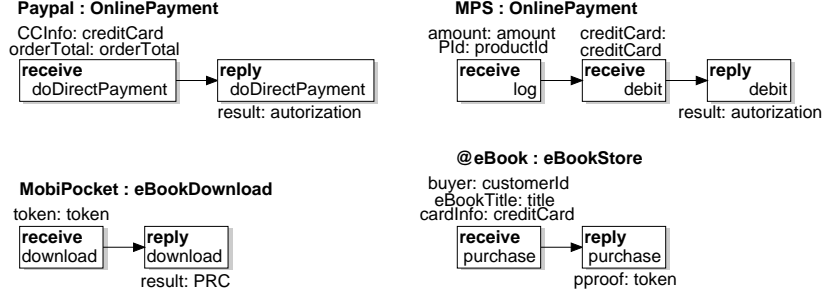 Paypal : OnlinePayment
CCInfo: creditCard
orderTotal: orderTotal
receive
doDirectPayment
reply
doDirectPayment
result: autorization
MPS : OnlinePayment
amount: amount
PId: productId
creditCard:
creditCard
receive
log
receive
debit
reply
debit
result: autorization
MobiPocket : eBookDownload
token: token
receive
download
reply
download
result: PRC
@eBook : eBookStore
buyer: customerId
eBookTitle: title
cardInfo: creditCard
receive
purchase
reply
purchase
pproof: token